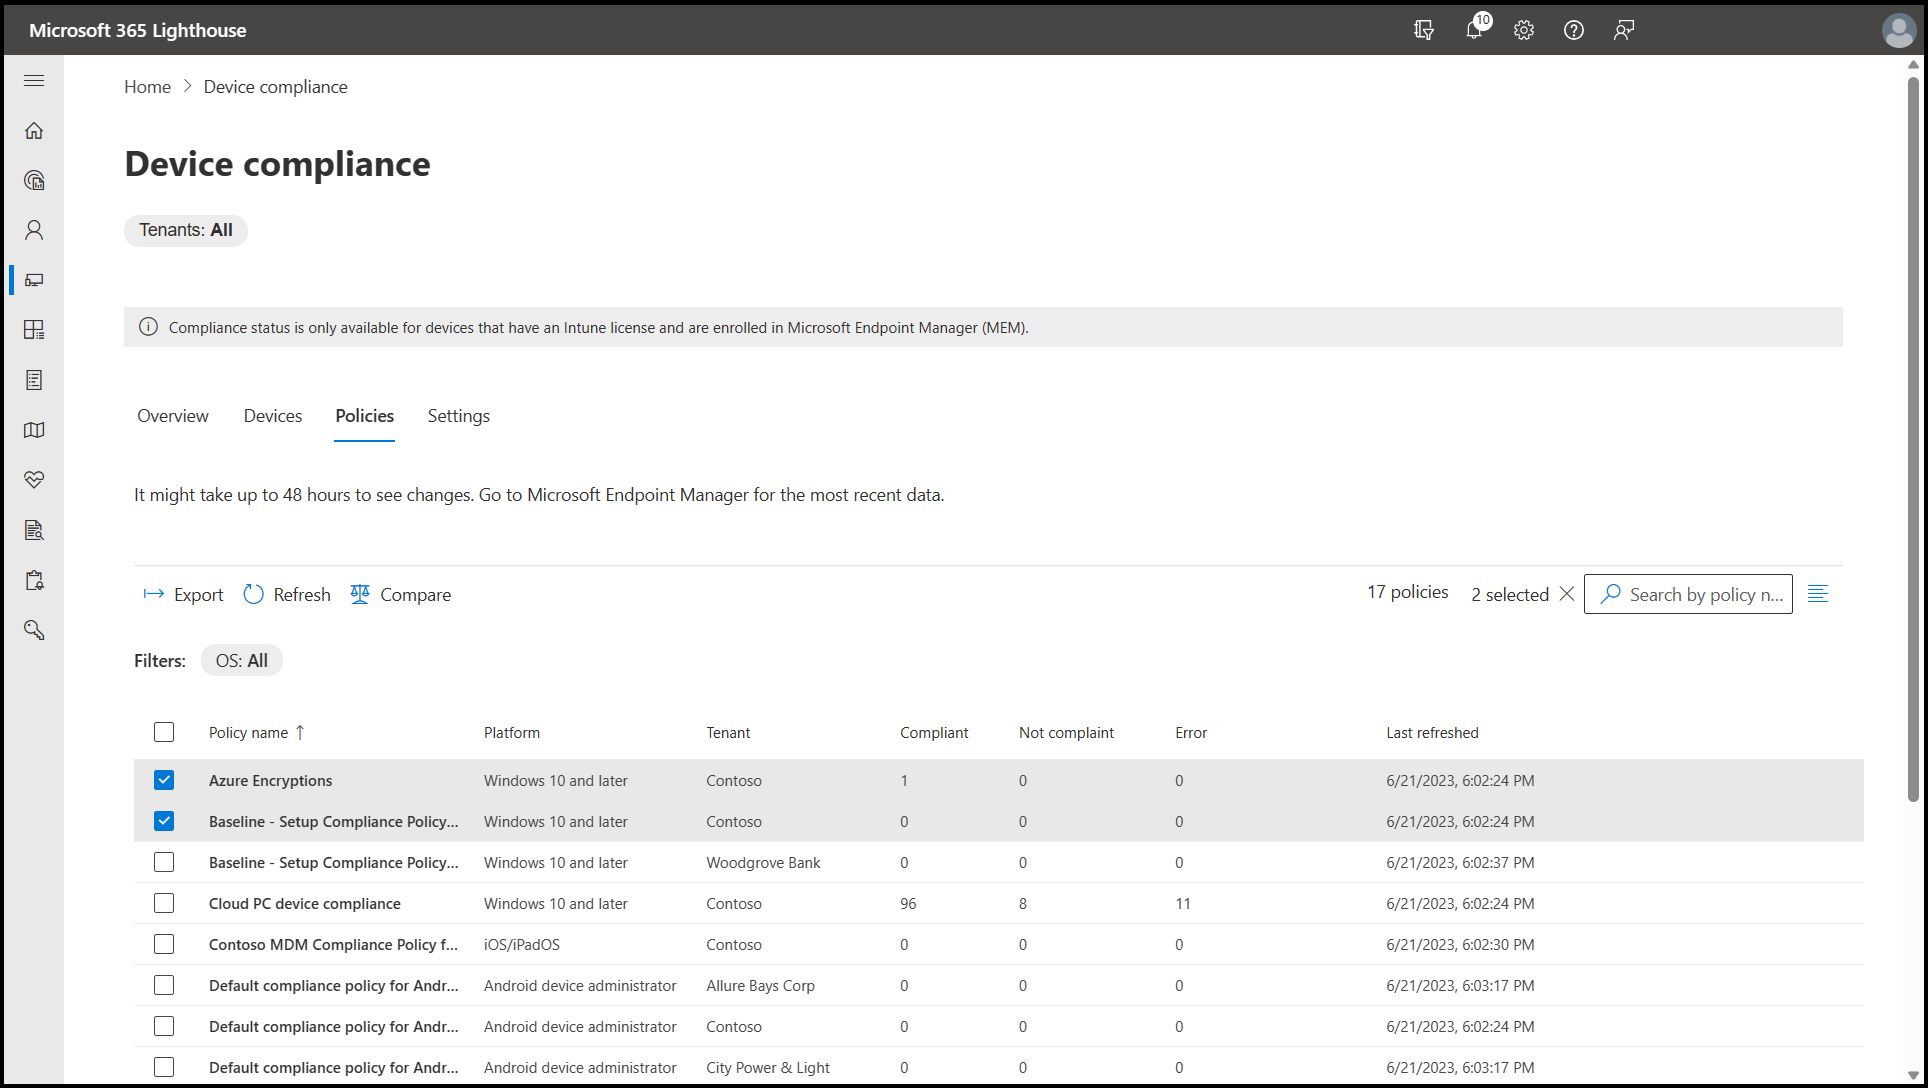 Microsoft 365 Lighthouse
10
Home > Device compliance
Device compliance
Tenants: All
Compliance status is only available for devices that have an Intune license and are enrolled in Microsoft Endpoint Manager (MEM).
Overview Devices Policies Settings
It might take up to 48 hours to see changes. Go to Microsoft Endpoint Manager for the most recent data.
Export Refresh Compare 17 policies 2 selected Search by policy n...
Filters: OS: All
Policy name ↑ Platform Tenant Compliant Not complaint Error Last refreshed
Azure Encryptions Windows 10 and later Contoso 1 0 0 6/21/2023, 6:02:24 PM
Baseline - Setup Compliance Policy... Windows 10 and later Contoso 0 0 0 6/21/2023, 6:02:24 PM
Baseline - Setup Compliance Policy... Windows 10 and later Woodgrove Bank 0 0 0 6/21/2023, 6:02:37 PM
Cloud PC device compliance Windows 10 and later Contoso 96 8 11 6/21/2023, 6:02:24 PM
Contoso MDM Compliance Policy f... iOS/iPadOS Contoso 0 0 0 6/21/2023, 6:02:30 PM
Default compliance policy for Andr... Android device administrator Allure Bays Corp 0 0 0 6/21/2023, 6:03:17 PM
Default compliance policy for Andr... Android device administrator Contoso 0 0 0 6/21/2023, 6:02:24 PM
Default compliance policy for Andr... Android device administrator City Power & Light 0 0 0 6/21/2023, 6:03:17 PM